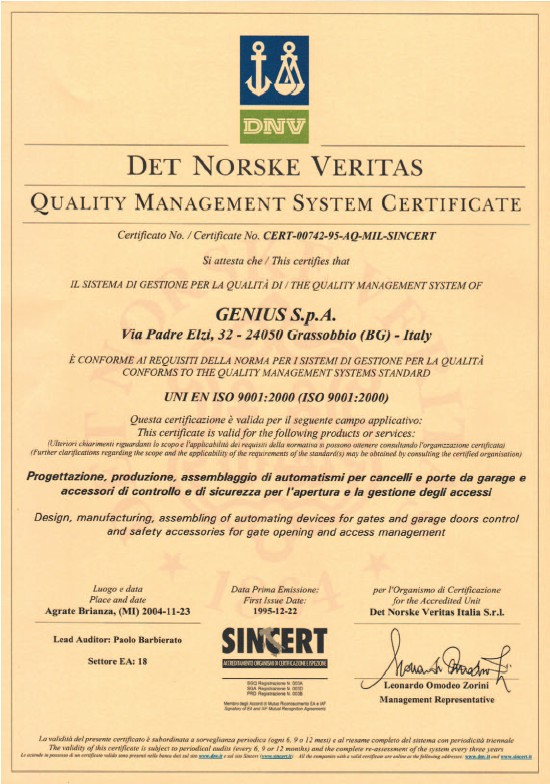 DNV
DET NORSKE VERITAS
QUALITY MANAGEMENT SYSTEM CERTIFICATE
Certificato No. / Certificate No. CERT-00742-95-AQ-MIL-SINCERT
Si attesta che / This certifies that
IL SISTEMA DI GESTIONE PER LA QUALITÀ DI / THE QUALITY MANAGEMENT SYSTEM OF
GENIUS S.p.A.
Via Padre Elzi, 32 - 24050 Grassobbio (BG) - Italy
È CONFORME AI REQUISITI DELLA NORMA PER I SISTEMI DI GESTIONE PER LA QUALITÀ
CONFORMS TO THE QUALITY MANAGEMENT SYSTEMS STANDARD
UNI EN ISO 9001:2000 (ISO 9001:2000)
Questa certificazione è valida per il seguente campo applicativo:
This certificate is valid for the following products or services:
(Ulteriori chiarimenti riguardanti lo scopo e l'applicabilità dei requisiti della normativa si possono ottenere consultando l'organizzazione certificata)
(Further clarifications regarding the scope and the applicability of the requirements of the standard(s) may be obtained by consulting the certified organisation)
Progettazione, produzione, assemblaggio di automatismi per cancelli e porte da garage e
accessori di controllo e di sicurezza per l'apertura e la gestione degli accessi
Design, manufacturing, assembling of automating devices for gates and garage doors control
and safety accessories for gate opening and access management
Luogo e data
Place and date
Agrate Brianza, (MI) 2004-11-23
Data Prima Emissione:
First Issue Date:
1995-12-22
per l'Organismo di Certificazione
for the Accredited Unit
Det Norske Veritas Italia S.r.l.
Lead Auditor: Paolo Barbierato
Settore EA: 18
SINCERT
ACCREDITAMENTO ORGANISMI DI CERTIFICAZIONE E ISPEZIONE
SGQ Registrazione N. 003A
SGA Registrazione N. 003D
PRD Registrazione N. 003B
Membro degli Accordi di Mutuo Riconoscimento EA e IAF
Signatory of EA and IAF Mutual Recognition Agreements
Leonardo Omodeo Zorini
Management Representative
La validità del presente certificato è subordinata a sorveglianza periodica (ogni 6, 9 o 12 mesi) e al riesame completo del sistema con periodicità triennale
The validity of this certificate is subject to periodical audits (every 6, 9 or 12 months) and the complete re-assessment of the system every three years
Le aziende in possesso di un certificato valido sono presenti nella banca dati sul sito www.dnv.it e sul sito Sincert (www.sincert.it) All the companies with a valid certificate are online at the following addresses: www.dnv.it and www.sincert.it